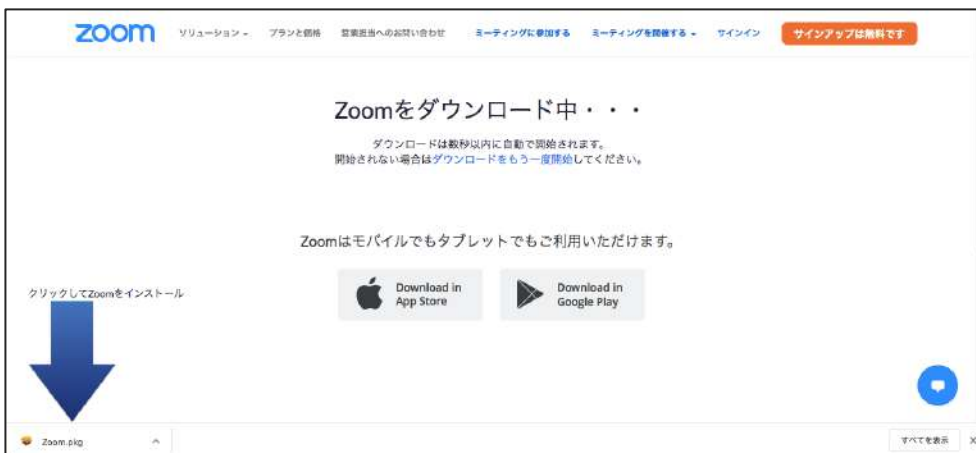 zoom ソリューション プランと価格 営業担当へのお問い合わせ ミーティングに参加する ミーティングを開催する サインイン サインアップは無料です
Zoomをダウンロード中・・・
ダウンロードは数秒以内に自動で開始されます。
開始されない場合はダウンロードをもう一度開始してください。
Zoomはモバイルでもタブレットでもご利用いただけます。
Download in
App Store
Download in
Google Play
クリックしてZoomをインストール
Zoom.pkg
すべてを表示